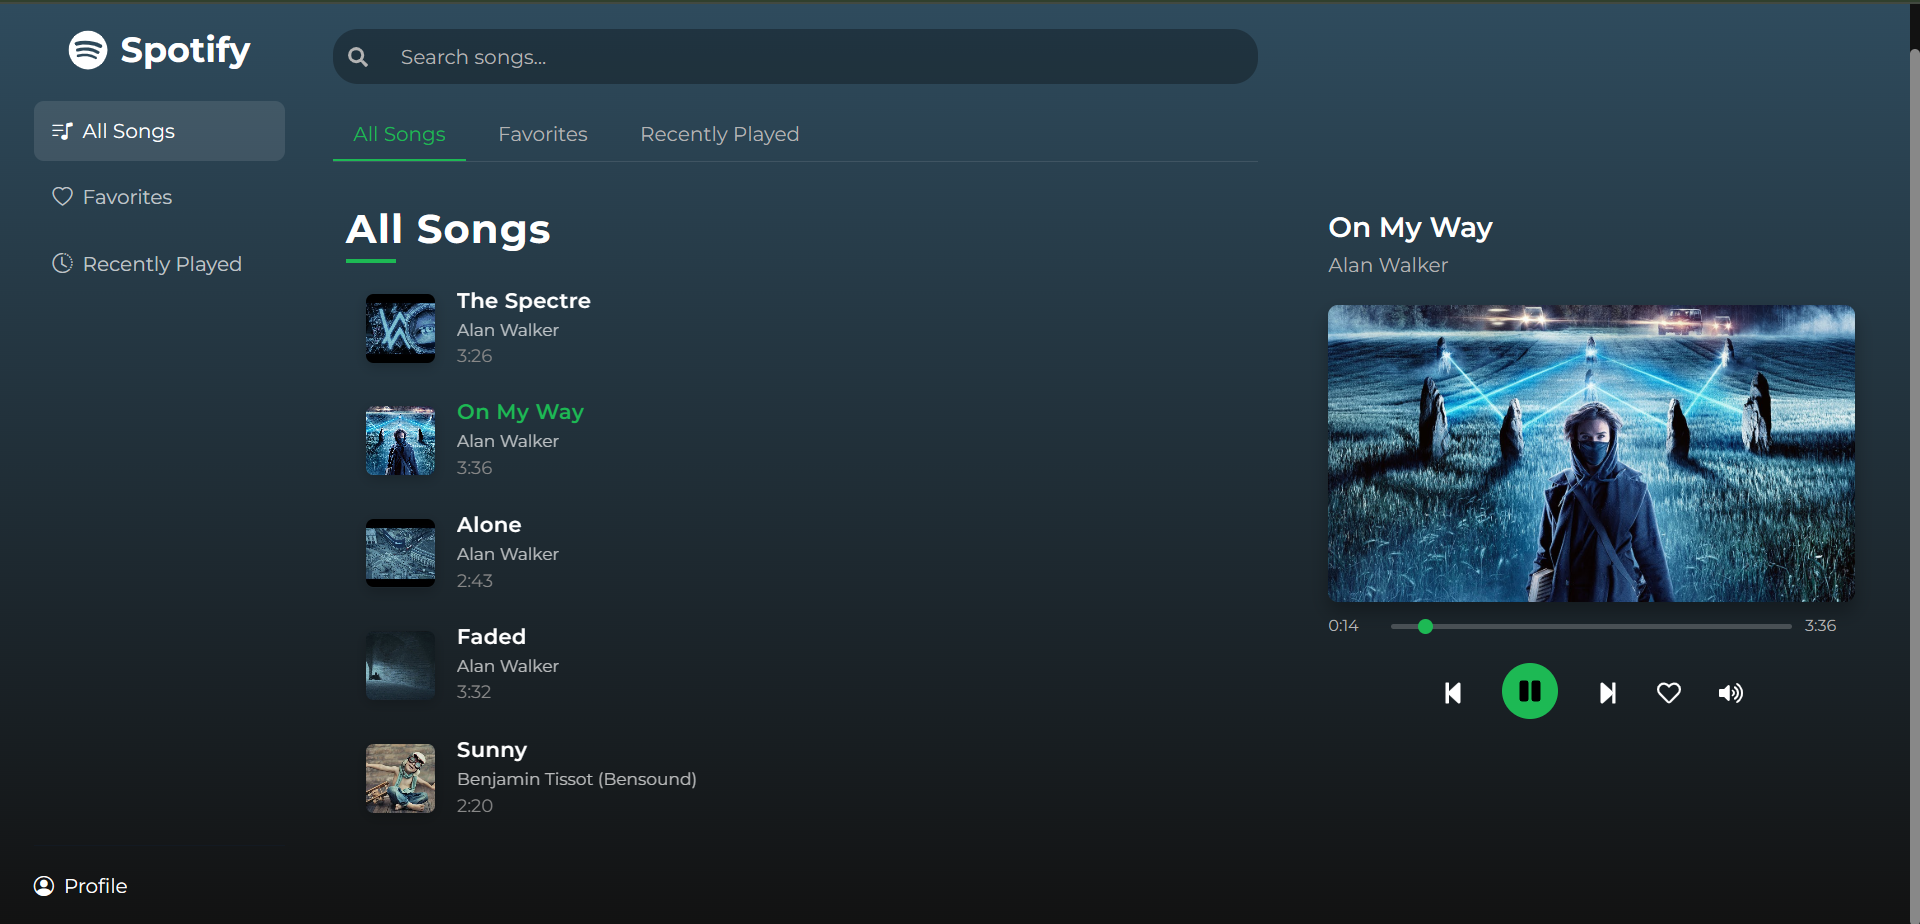 Spotify
All Songs
Favorites
Recently Played
Profile
Search songs...
All Songs Favorites Recently Played
All Songs
The Spectre
Alan Walker
3:26
On My Way
Alan Walker
3:36
Alone
Alan Walker
2:43
Faded
Alan Walker
3:32
Sunny
Benjamin Tissot (Bensound)
2:20
On My Way
Alan Walker
0:14 3:36